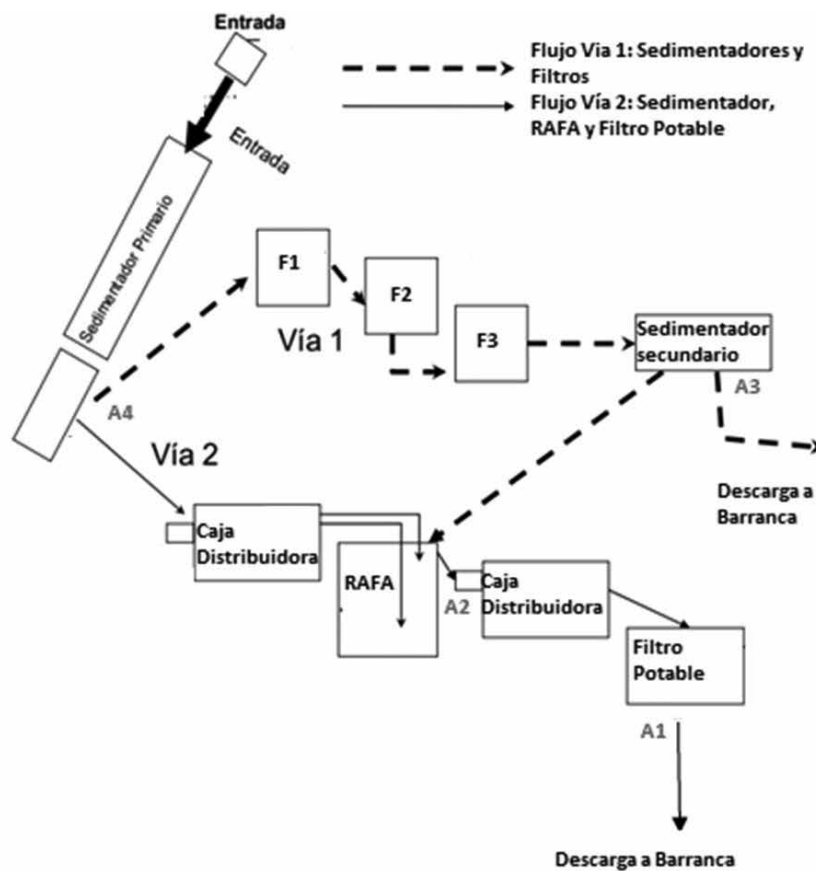 Entrada
Flujo Via 1: Sedimentadores y
Filtros
Flujo Vía 2: Sedimentador,
RAFA y Filtro Potable
Entrada
Sedimentador Primario
F1
F2
F3
Vía 1
Sedimentador
secundario
A4
A3
Vía 2
Descarga a
Barranca
Caja
Distribuidora
RAFA
A2
Caja
Distribuidora
Filtro
Potable
A1
Descarga a Barranca